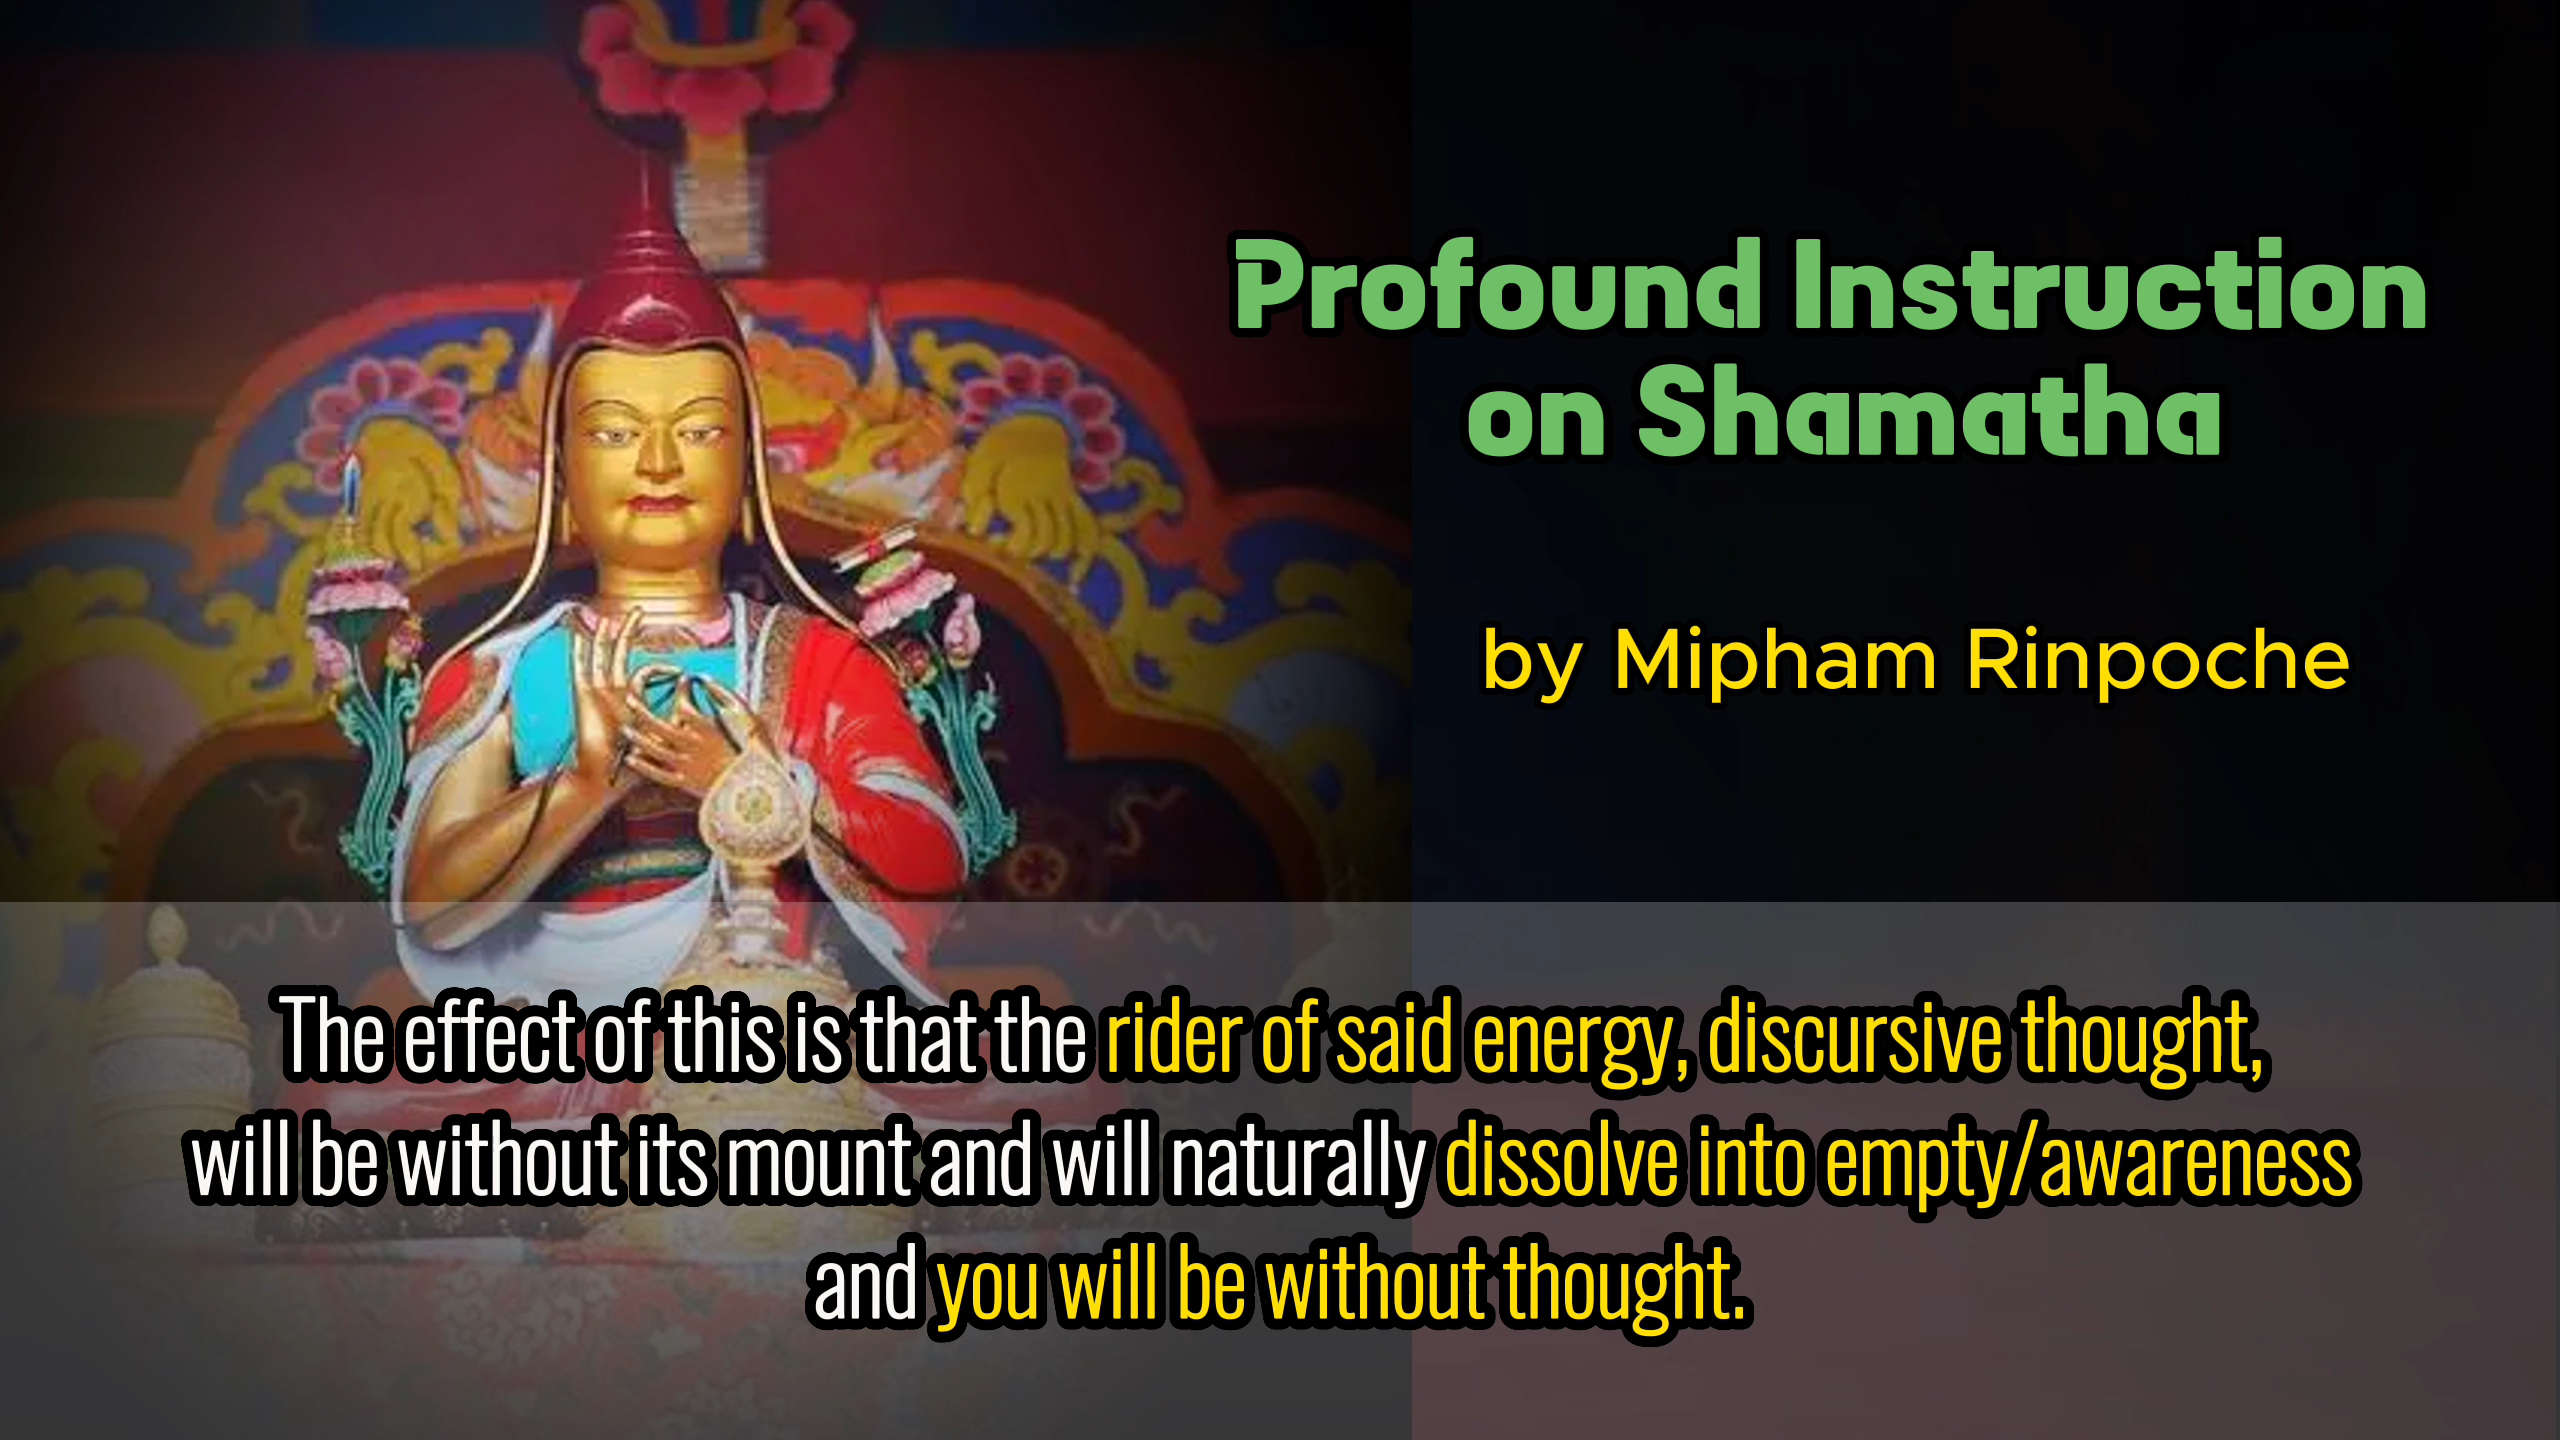 Profound Instruction
on Shamatha
by Mipham Rinpoche
The effect of this is that the rider of said energy, discursive thought,
will be without its mount and will naturally dissolve into empty/awareness
and you will be without thought.